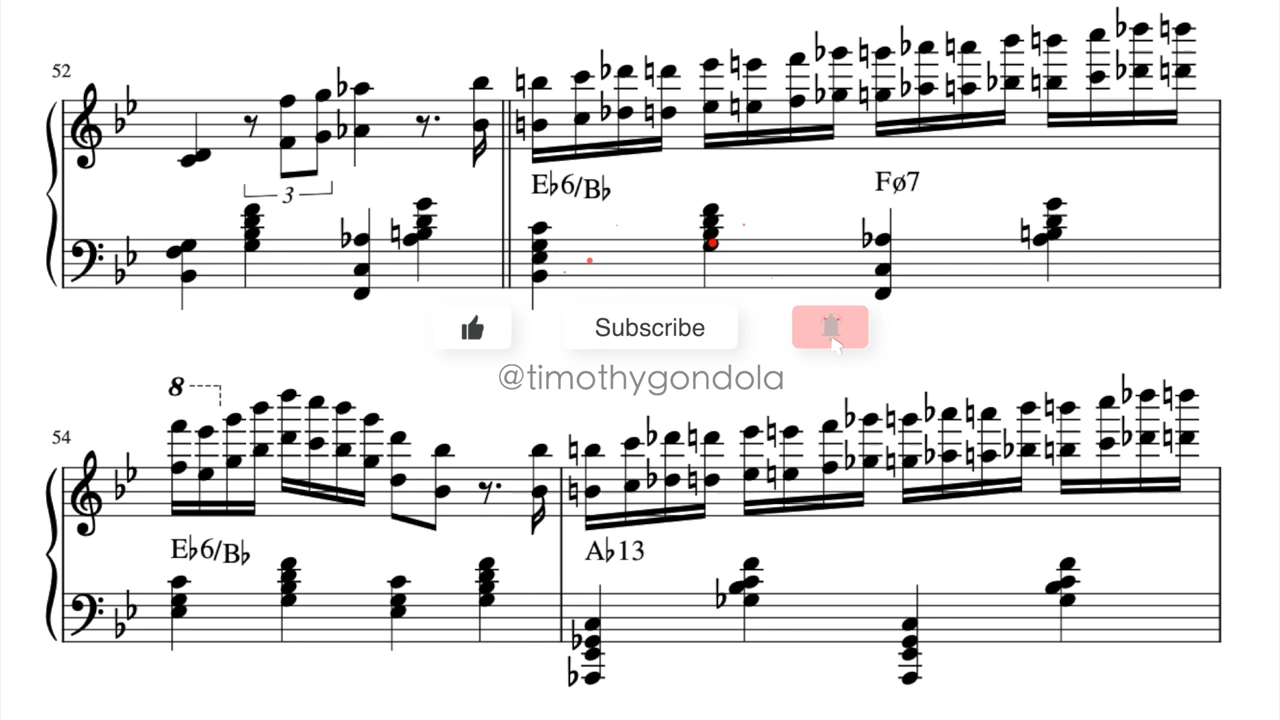 52
3
E♭6/B♭
Fø7
Subscribe
@timothygondola
8
54
E♭6/B♭
A♭13